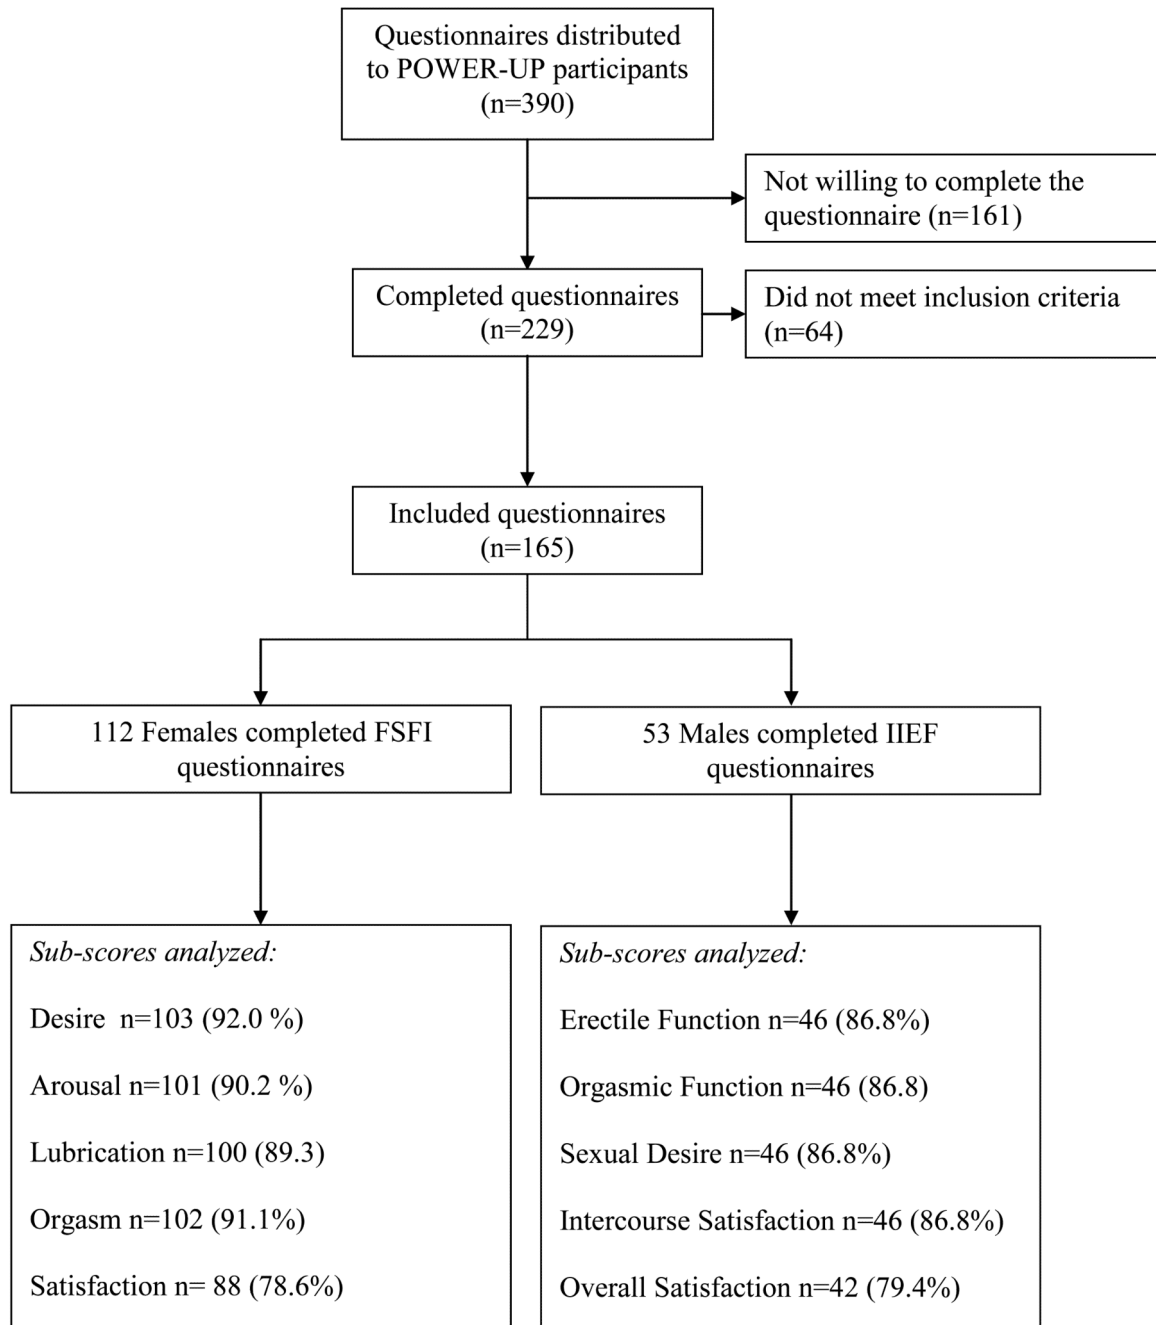 Questionnaires distributed
to POWER-UP participants
(n=390)
Not willing to complete the
questionnaire (n=161)
Completed questionnaires
(n=229)
Did not meet inclusion criteria
(n=64)
Included questionnaires
(n=165)
112 Females completed FSFI
questionnaires
53 Males completed IIEF
questionnaires
Sub-scores analyzed:
Desire  n=103 (92.0 %)
Arousal n=101 (90.2 %)
Lubrication n=100 (89.3)
Orgasm n=102 (91.1%)
Satisfaction n= 88 (78.6%)
Sub-scores analyzed:
Erectile Function n=46 (86.8%)
Orgasmic Function n=46 (86.8)
Sexual Desire n=46 (86.8%)
Intercourse Satisfaction n=46 (86.8%)
Overall Satisfaction n=42 (79.4%)